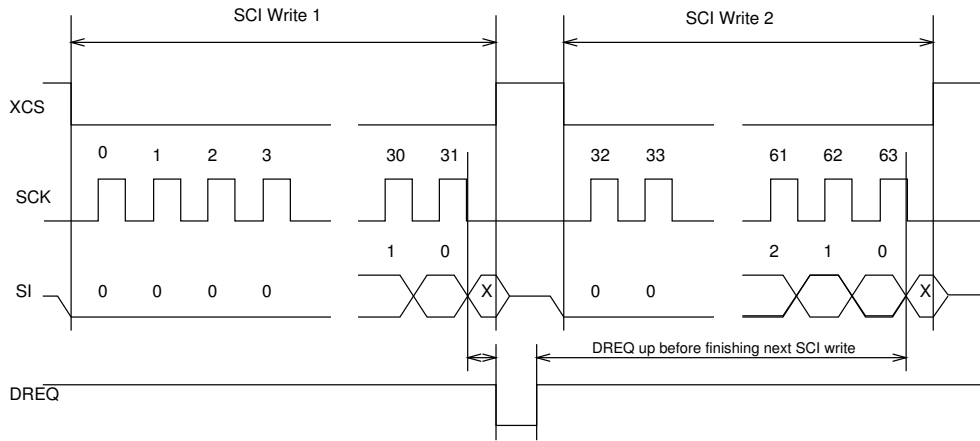 SCI Write 1 SCI Write 2
XCS
0 1 2 3 30 31 32 33 61 62 63
SCK
1 0 2 1 0
SI 0 0 0 0 X 0 0 X
DREQ up before finishing next SCI write
DREQ